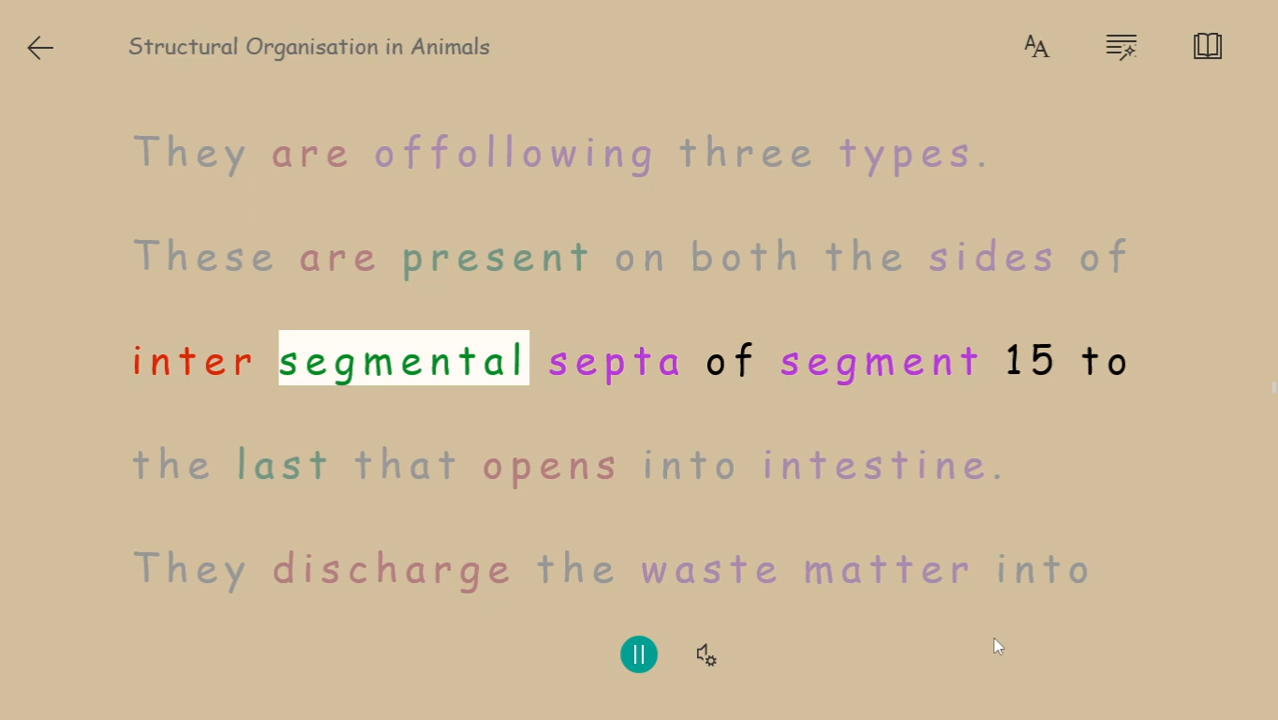 Structural Organisation in Animals
They are offollowing three types.
These are present on both the sides of
inter segmental septa of segment 15 to
the last that opens into intestine.
They discharge the waste matter into